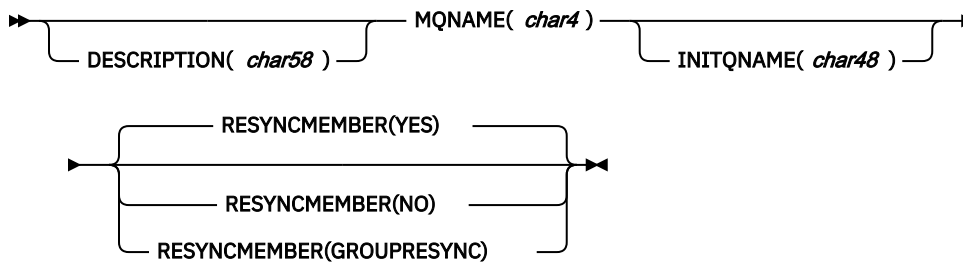 MQNAME( char4 )
DESCRIPTION( char58 )
INITQNAME( char48 )
RESYNCMEMBER(YES)
RESYNCMEMBER(NO)
RESYNCMEMBER(GROUPRESYNC)